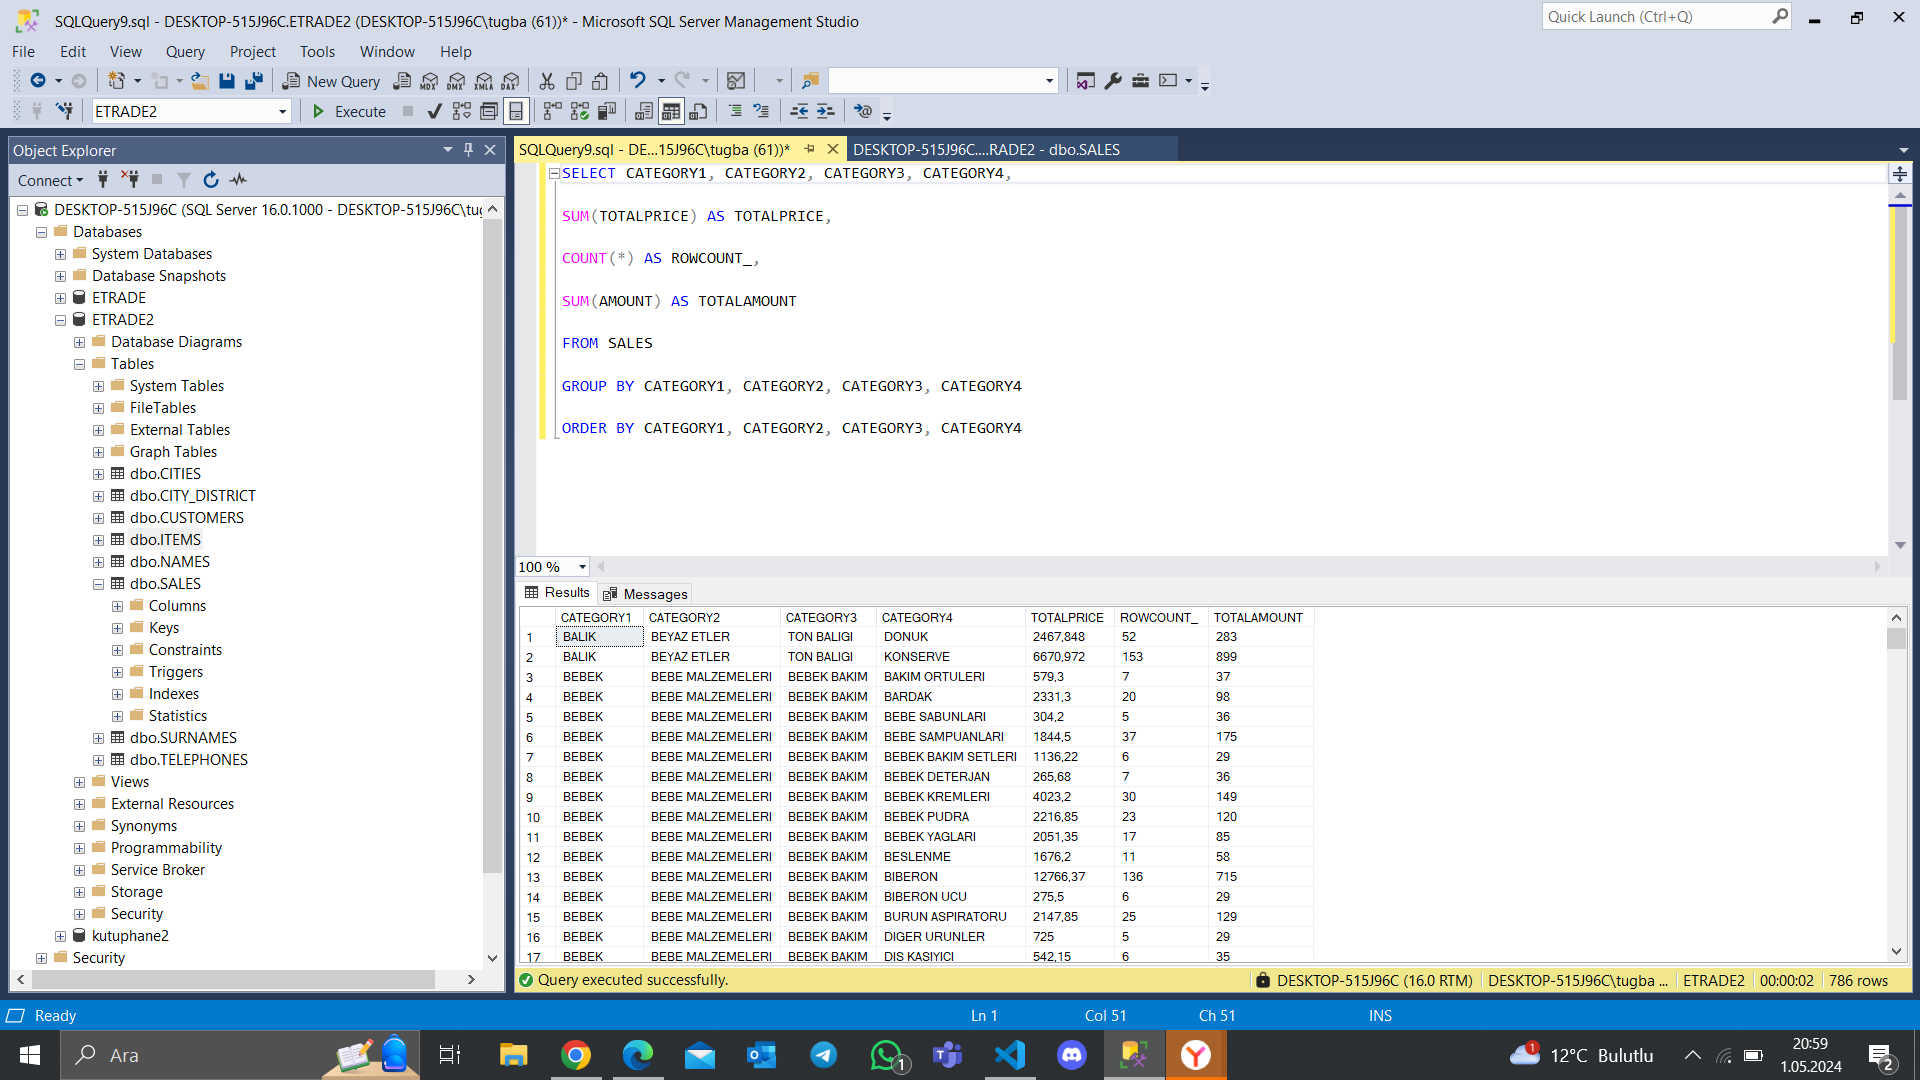 SQLQuery9.sql - DESKTOP-515J96C.ETRADE2 (DESKTOP-515J96C\tugba (61))* - Microsoft SQL Server Management Studio
Quick Launch (Ctrl+Q)
File Edit View Query Project Tools Window Help
New Query
MDX DMX XMLA DAX
ETRADE2
Execute
Object Explorer
Connect
DESKTOP-515J96C (SQL Server 16.0.1000 - DESKTOP-515J96C\tug
Databases
System Databases
Database Snapshots
ETRADE
ETRADE2
Database Diagrams
Tables
System Tables
FileTables
External Tables
Graph Tables
dbo.CITIES
dbo.CITY_DISTRICT
dbo.CUSTOMERS
dbo.ITEMS
dbo.NAMES
dbo.SALES
Columns
Keys
Constraints
Triggers
Indexes
Statistics
dbo.SURNAMES
dbo.TELEPHONES
Views
External Resources
Synonyms
Programmability
Service Broker
Storage
Security
kutuphane2
Security
SQLQuery9.sql - DE...15J96C\tugba (61))*
DESKTOP-515J96C....RADE2 - dbo.SALES
SELECT CATEGORY1, CATEGORY2, CATEGORY3, CATEGORY4,
SUM(TOTALPRICE) AS TOTALPRICE,
COUNT(*) AS ROWCOUNT_,
SUM(AMOUNT) AS TOTALAMOUNT
FROM SALES
GROUP BY CATEGORY1, CATEGORY2, CATEGORY3, CATEGORY4
ORDER BY CATEGORY1, CATEGORY2, CATEGORY3, CATEGORY4
100 %
Results Messages
CATEGORY1 CATEGORY2 CATEGORY3 CATEGORY4 TOTALPRICE ROWCOUNT_ TOTALAMOUNT
1 BALIK BEYAZ ETLER TON BALIGI DONUK 2467,848 52 283
2 BALIK BEYAZ ETLER TON BALIGI KONSERVE 6670,972 153 899
3 BEBEK BEBE MALZEMELERI BEBEK BAKIM BAKIM ORTULERI 579,3 7 37
4 BEBEK BEBE MALZEMELERI BEBEK BAKIM BARDAK 2331,3 20 98
5 BEBEK BEBE MALZEMELERI BEBEK BAKIM BEBE SABUNLARI 304,2 5 36
6 BEBEK BEBE MALZEMELERI BEBEK BAKIM BEBE SAMPUANLARI 1844,5 37 175
7 BEBEK BEBE MALZEMELERI BEBEK BAKIM BEBEK BAKIM SETLERI 1136,22 6 29
8 BEBEK BEBE MALZEMELERI BEBEK BAKIM BEBEK DETERJAN 265,68 7 36
9 BEBEK BEBE MALZEMELERI BEBEK BAKIM BEBEK KREMLERI 4023,2 30 149
10 BEBEK BEBE MALZEMELERI BEBEK BAKIM BEBEK PUDRA 2216,85 23 120
11 BEBEK BEBE MALZEMELERI BEBEK BAKIM BEBEK YAGLARI 2051,35 17 85
12 BEBEK BEBE MALZEMELERI BEBEK BAKIM BESLENME 1676,2 11 58
13 BEBEK BEBE MALZEMELERI BEBEK BAKIM BIBERON 12766,37 136 715
14 BEBEK BEBE MALZEMELERI BEBEK BAKIM BIBERON UCU 275,5 6 29
15 BEBEK BEBE MALZEMELERI BEBEK BAKIM BURUN ASPIRATORU 2147,85 25 129
16 BEBEK BEBE MALZEMELERI BEBEK BAKIM DIGER URUNLER 725 5 29
17 BEBEK BEBE MALZEMELERI BEBEK BAKIM DIS KASIYICI 542,15 6 35
Query executed successfully.
DESKTOP-515J96C (16.0 RTM) DESKTOP-515J96C\tugba ... ETRADE2 00:00:02 786 rows
Ready Ln 1 Col 51 Ch 51 INS
Ara
1
1
12°C Bulutlu
20:59
1.05.2024
2